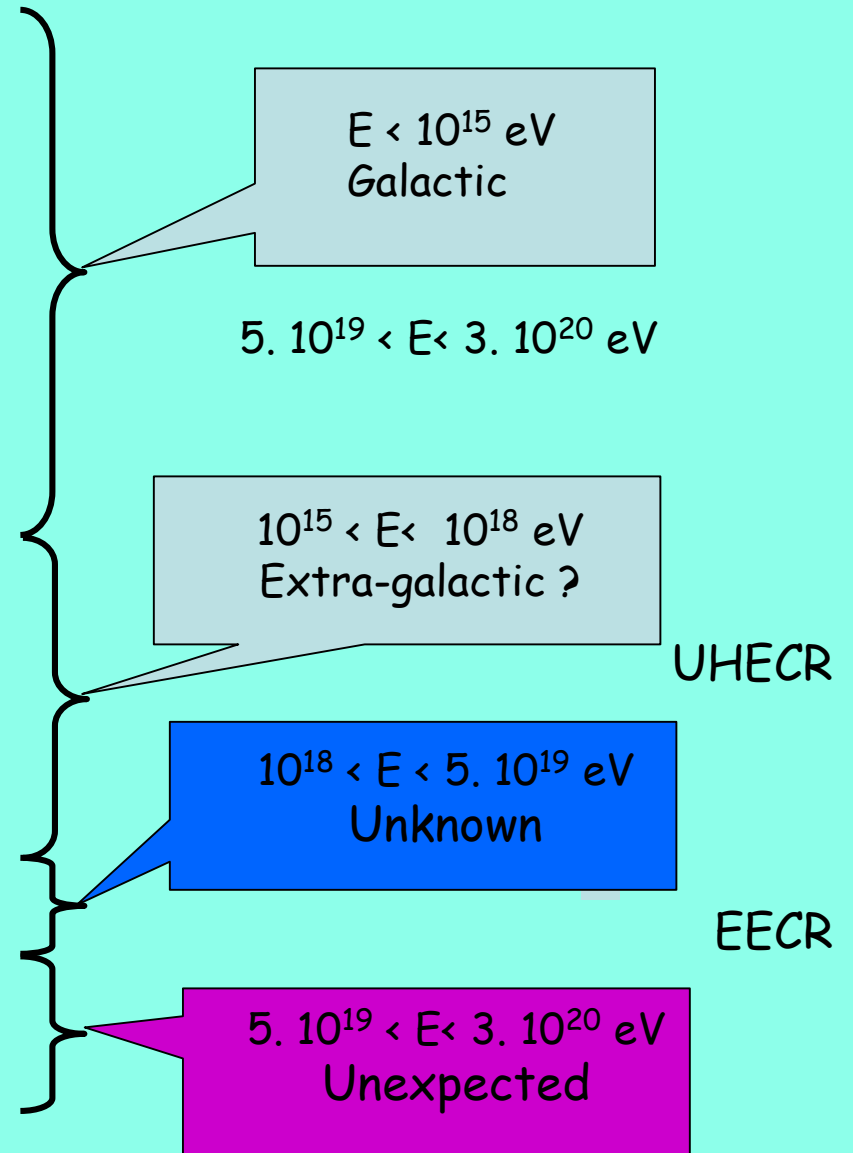 E < 10¹⁵ eV
Galactic
5. 10¹⁹ < E< 3. 10²⁰ eV
10¹⁵ < E< 10¹⁸ eV
Extra-galactic ?
UHECR
10¹⁸ < E < 5. 10¹⁹ eV
Unknown
EECR
5. 10¹⁹ < E< 3. 10²⁰ eV
Unexpected